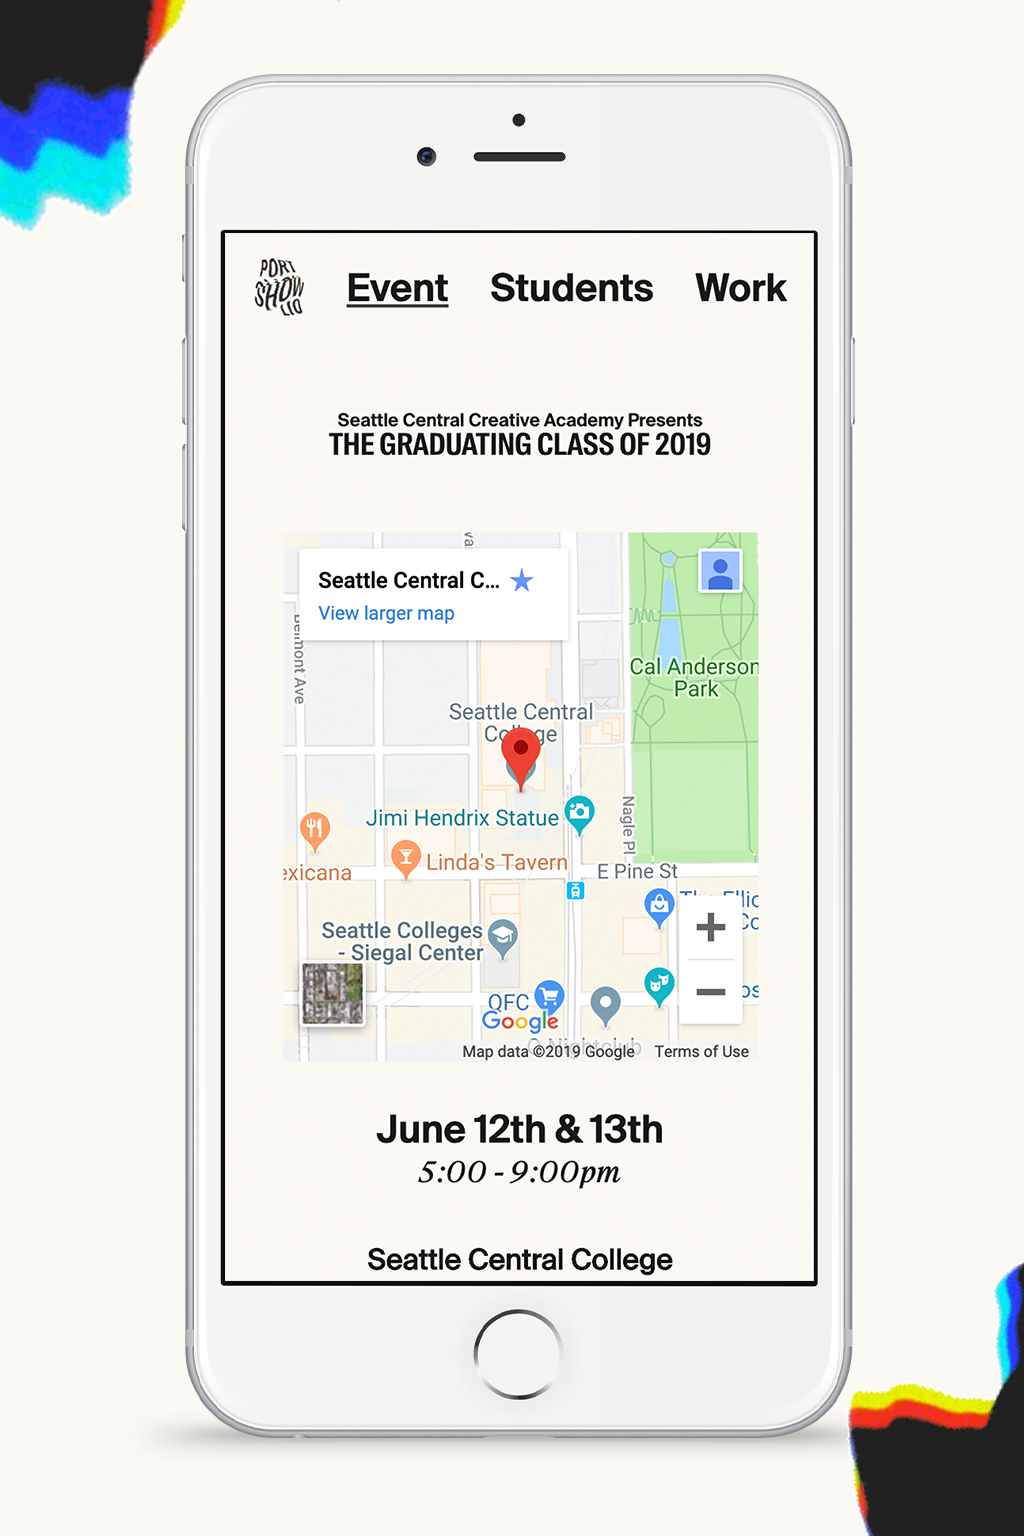 PORT
SHOW
LIO
Event
Students
Work
Seattle Central Creative Academy Presents
THE GRADUATING CLASS OF 2019
Seattle Central C...
View larger map
Belmont Ave
Cal Anderson
Park
Seattle Central
College
Jimi Hendrix Statue
Nagle Pl
Linda's Tavern
exicana
E Pine St
Seattle Colleges
- Siegal Center
QFC
Google
Map data ©2019 Google
Terms of Use
June 12th & 13th
5:00 - 9:00pm
Seattle Central College